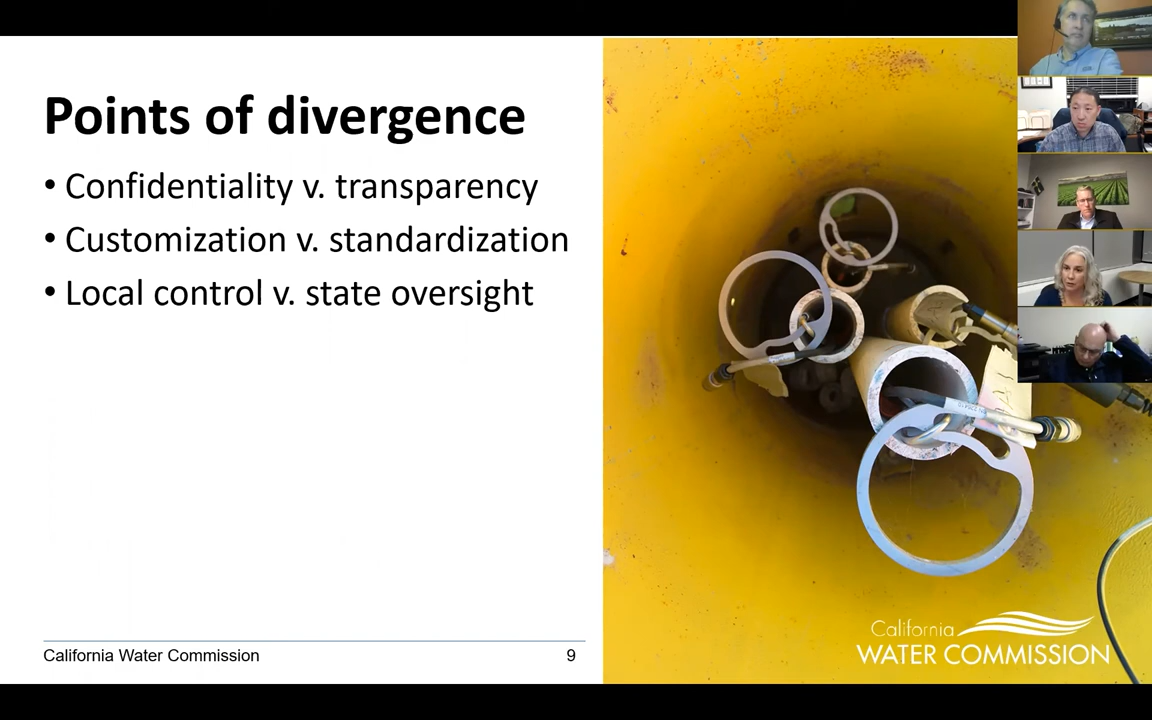 Points of divergence
• Confidentiality v. transparency
• Customization v. standardization
• Local control v. state oversight
California Water Commission
9
California
WATER COMMISSION